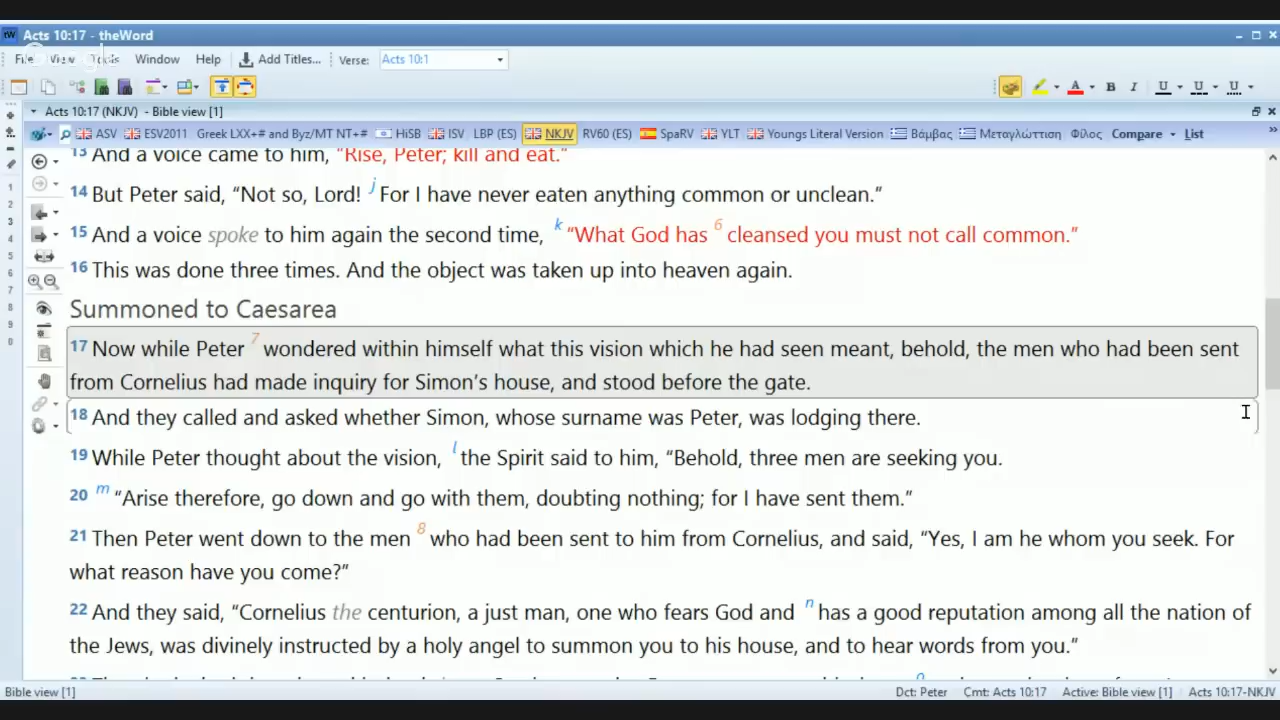 Acts 10:17 - theWord
File View Tools Window Help Add Titles... Verse: Acts 10:1
A B I U U U
Acts 10:17 (NKJV) - Bible view [1]
ASV ESV2011 Greek LXX+# and Byz/MT NT+# HiSB ISV LBP (ES) NKJV RV60 (ES) SpaRV YLT Youngs Literal Version Βάμβας Μεταγλώττιση Φίλος Compare List
13 And a voice came to him, "Rise, Peter; kill and eat."
14 But Peter said, “Not so, Lord! j For I have never eaten anything common or unclean.”
15 And a voice spoke to him again the second time, k “What God has 6 cleansed you must not call common.”
16 This was done three times. And the object was taken up into heaven again.
Summoned to Caesarea
17 Now while Peter 7 wondered within himself what this vision which he had seen meant, behold, the men who had been sent
from Cornelius had made inquiry for Simon’s house, and stood before the gate.
18 And they called and asked whether Simon, whose surname was Peter, was lodging there.
19 While Peter thought about the vision, l the Spirit said to him, “Behold, three men are seeking you.
20 m “Arise therefore, go down and go with them, doubting nothing; for I have sent them.”
21 Then Peter went down to the men 8 who had been sent to him from Cornelius, and said, “Yes, I am he whom you seek. For
what reason have you come?”
22 And they said, “Cornelius the centurion, a just man, one who fears God and n has a good reputation among all the nation of
the Jews, was divinely instructed by a holy angel to summon you to his house, and to hear words from you.”
Bible view [1] Dct: Peter Cmt: Acts 10:17 Active: Bible view [1] Acts 10:17-NKJV